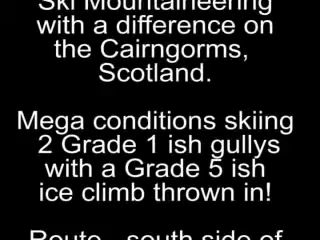 Ski Mountaineering
with a difference on
the Cairngorms,
Scotland.
Mega conditions skiing
2 Grade 1 ish gullys
with a Grade 5 ish
ice climb thrown in!
Route - south side of